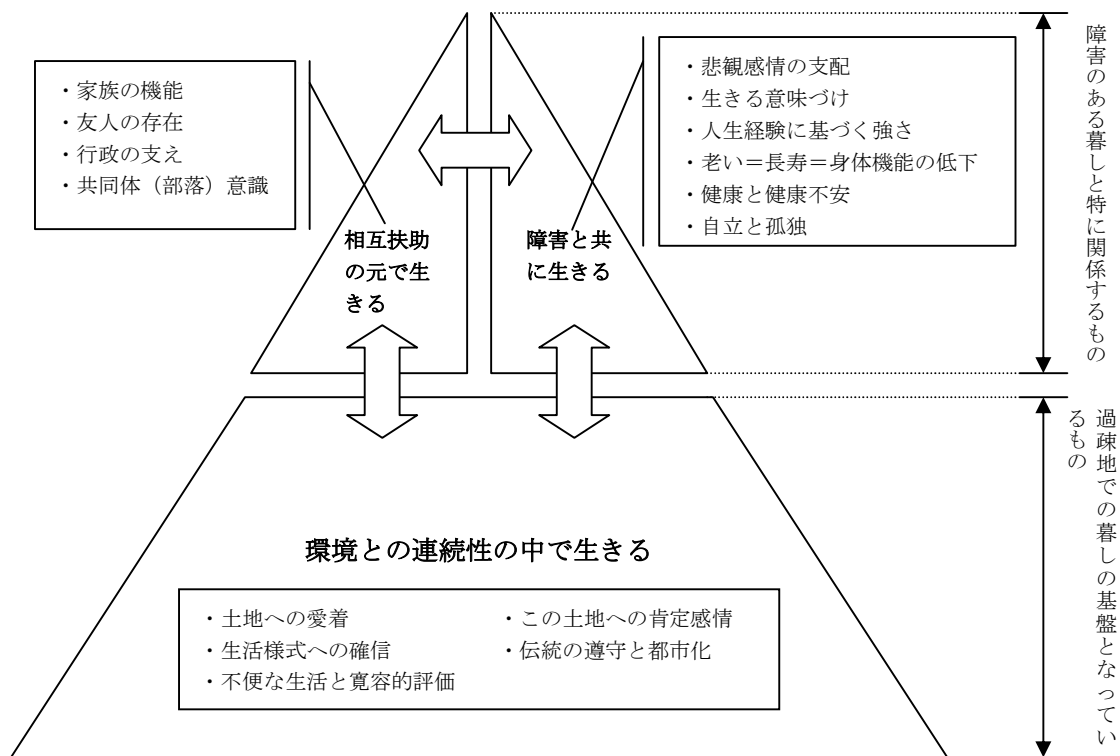 ・家族の機能
・友人の存在
・行政の支え
・共同体（部落）意識
・悲観感情の支配
・生きる意味づけ
・人生経験に基づく強さ
・老い＝長寿＝身体機能の低下
・健康と健康不安
・自立と孤独
相互扶助
の元で生
きる
障害と共
に生きる
障害のある暮しと特に関係するもの
環境との連続性の中で生きる
・土地への愛着
・この土地への肯定感情
・生活様式への確信
・伝統の遵守と都市化
・不便な生活と寛容的評価
過疎地での暮しの基盤となってい
るもの